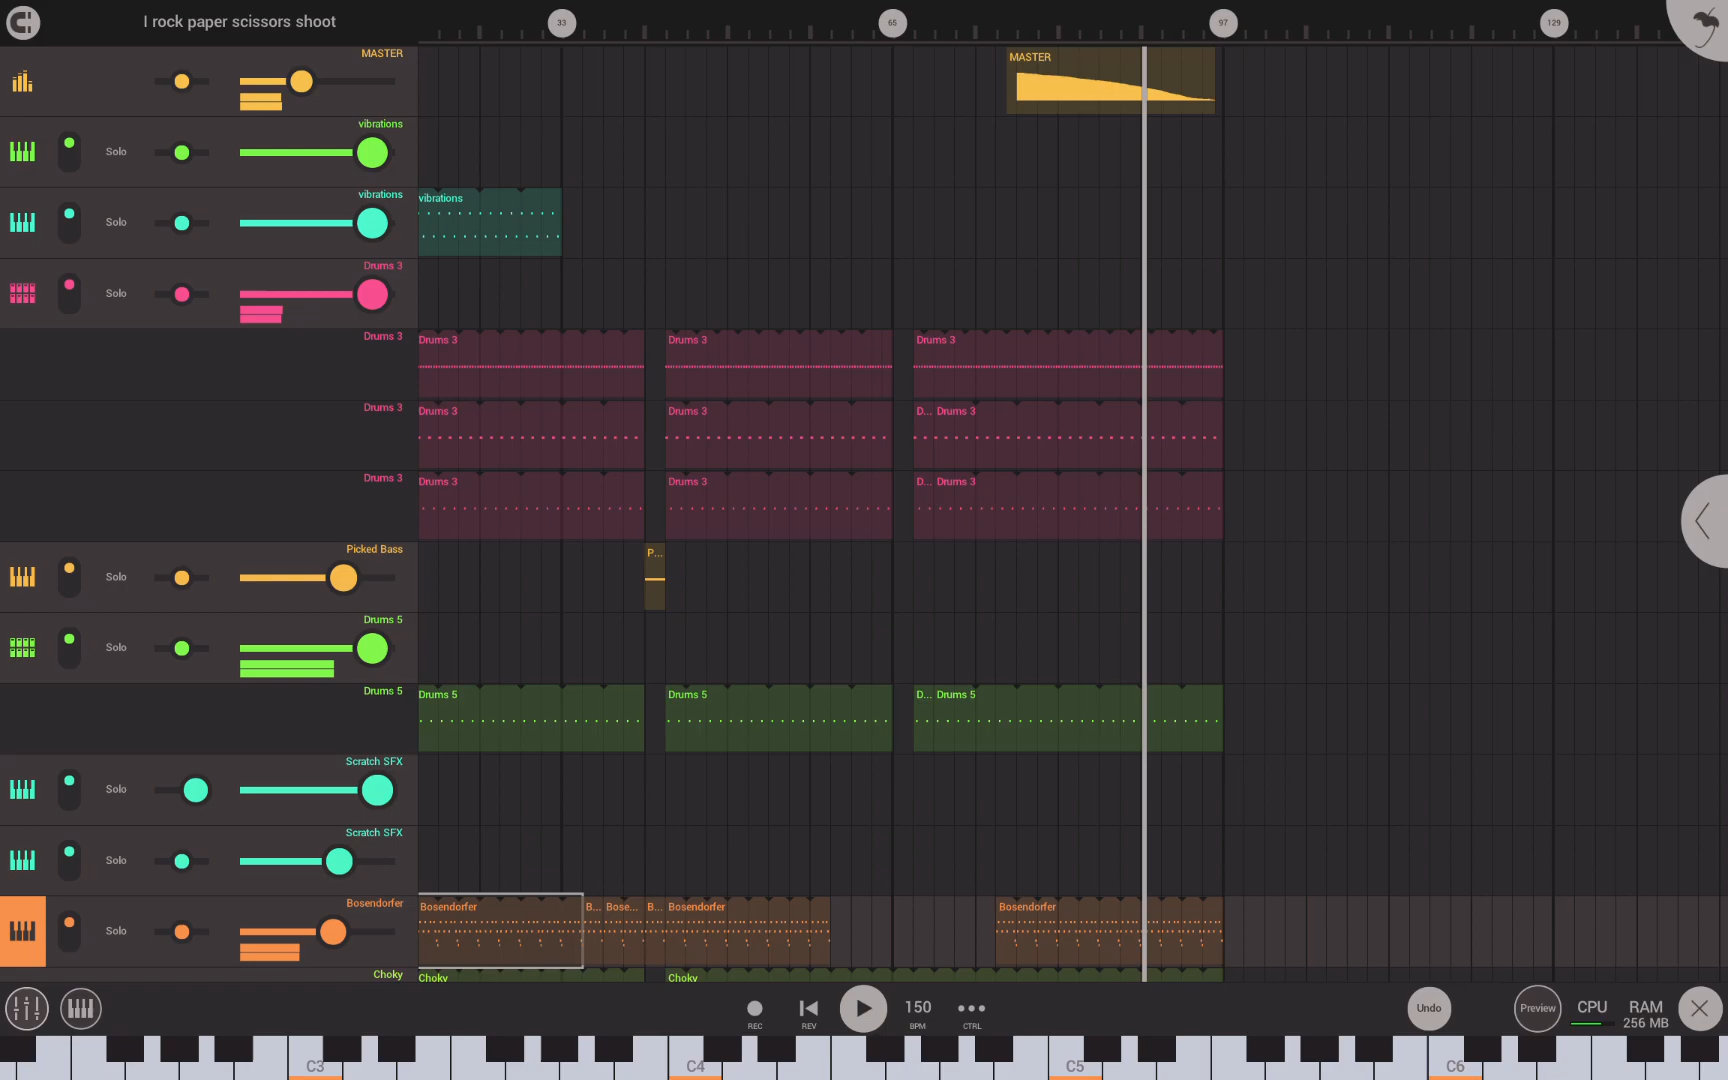 I rock paper scissors shoot
33
65
97
129
MASTER
MASTER
vibrations
Solo
vibrations
Solo
vibrations
Drums 3
Solo
Drums 3
Drums 3
Drums 3
Drums 3
Drums 3
Drums 3
Drums 3
D... Drums 3
Drums 3
Drums 3
Drums 3
D... Drums 3
Picked Bass
Solo
P...
Drums 5
Solo
Drums 5
Drums 5
Drums 5
D... Drums 5
Scratch SFX
Solo
Scratch SFX
Solo
Bosendorfer
Solo
Bosendorfer
B... Bose... B... Bosendorfer
Bosendorfer
Choky
Choky
Choky
REC
REV
150
BPM
CTRL
Undo
Preview
CPU
RAM
256 MB
C3
C4
C5
C6